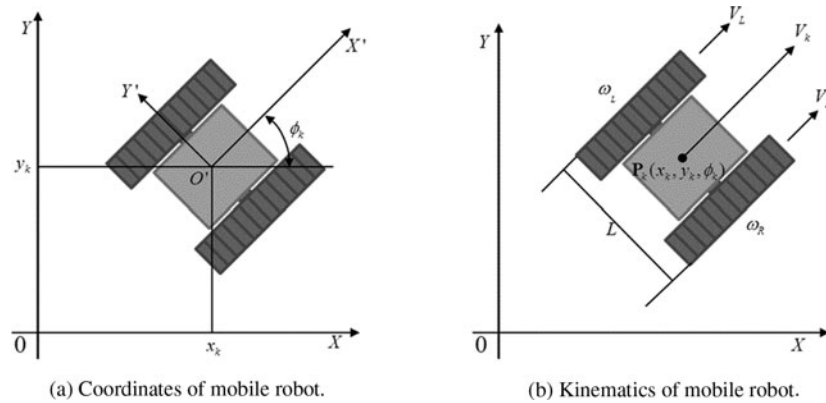 Y
X'
Y'
ϕ_k
y_k
O'
0
x_k
X
(a) Coordinates of mobile robot.
Y
V_L
V_k
ω_L
P_k(x_k, y_k, ϕ_k)
L
ω_R
0
X
(b) Kinematics of mobile robot.